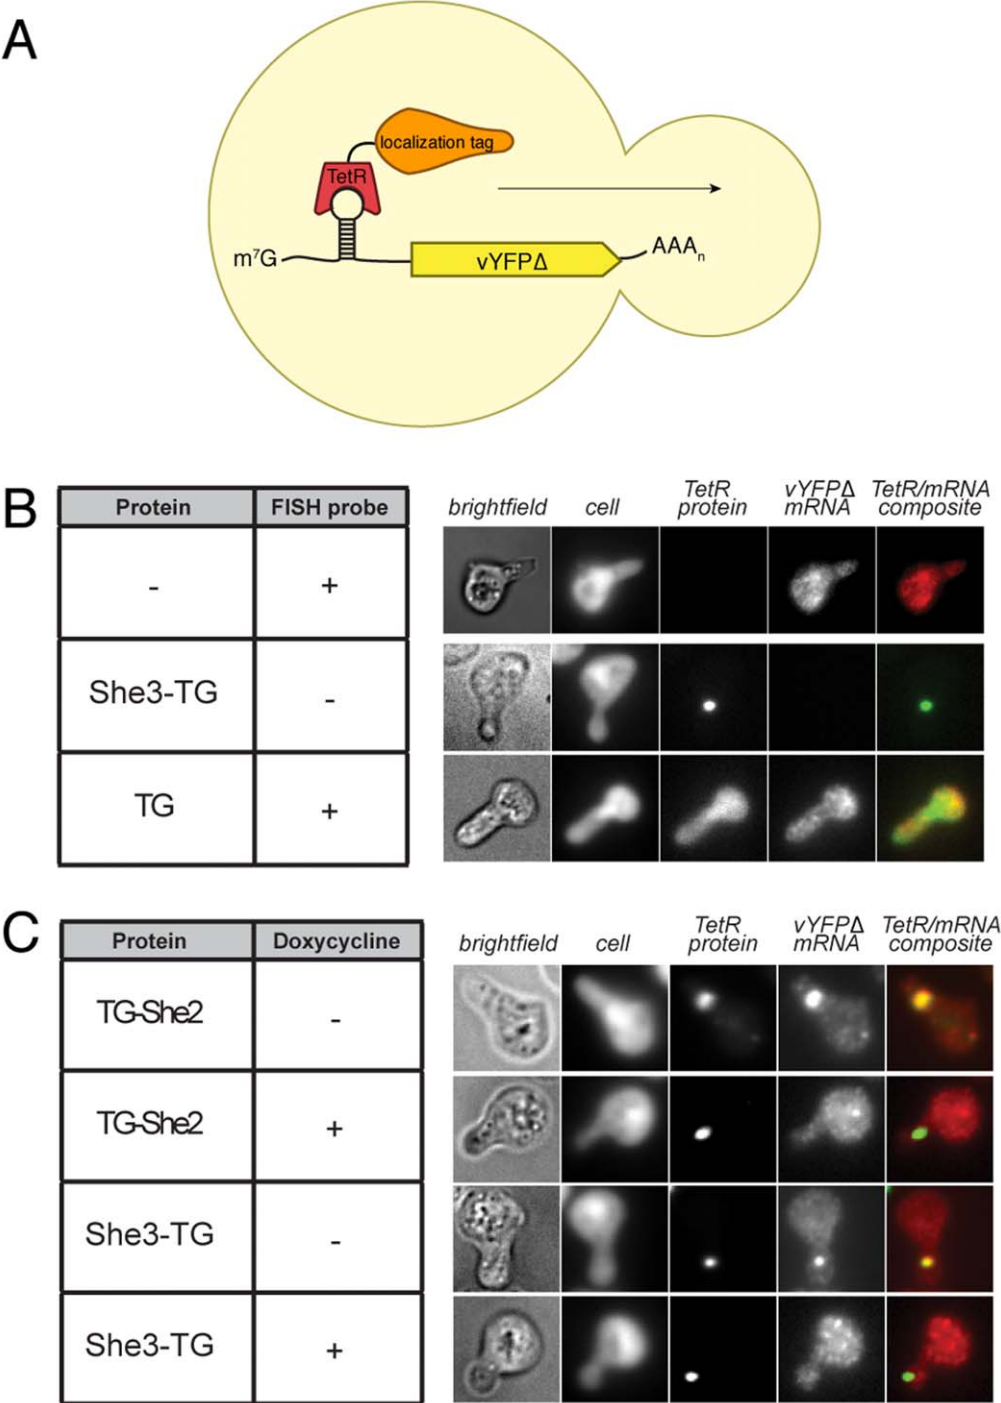 A
localization tag
TetR
m⁷G
vYFPΔ
AAAₙ
B
Protein FISH probe
brightfield cell TetR protein vYFPΔ mRNA TetR/mRNA composite
- +
She3-TG -
TG +
C
Protein Doxycycline
brightfield cell TetR protein vYFPΔ mRNA TetR/mRNA composite
TG-She2 -
TG-She2 +
She3-TG -
She3-TG +